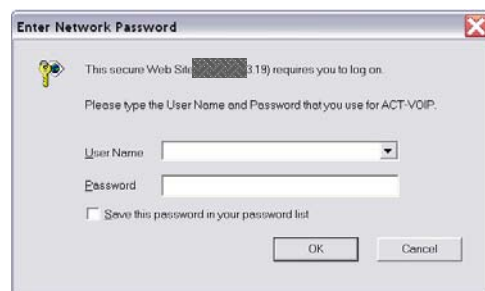 Enter Network Password
This secure Web Site 3.19) requires you to log on.
Please type the User Name and Password that you use for ACT-VOIP.
User Name
Password
Save this password in your password list
OK Cancel